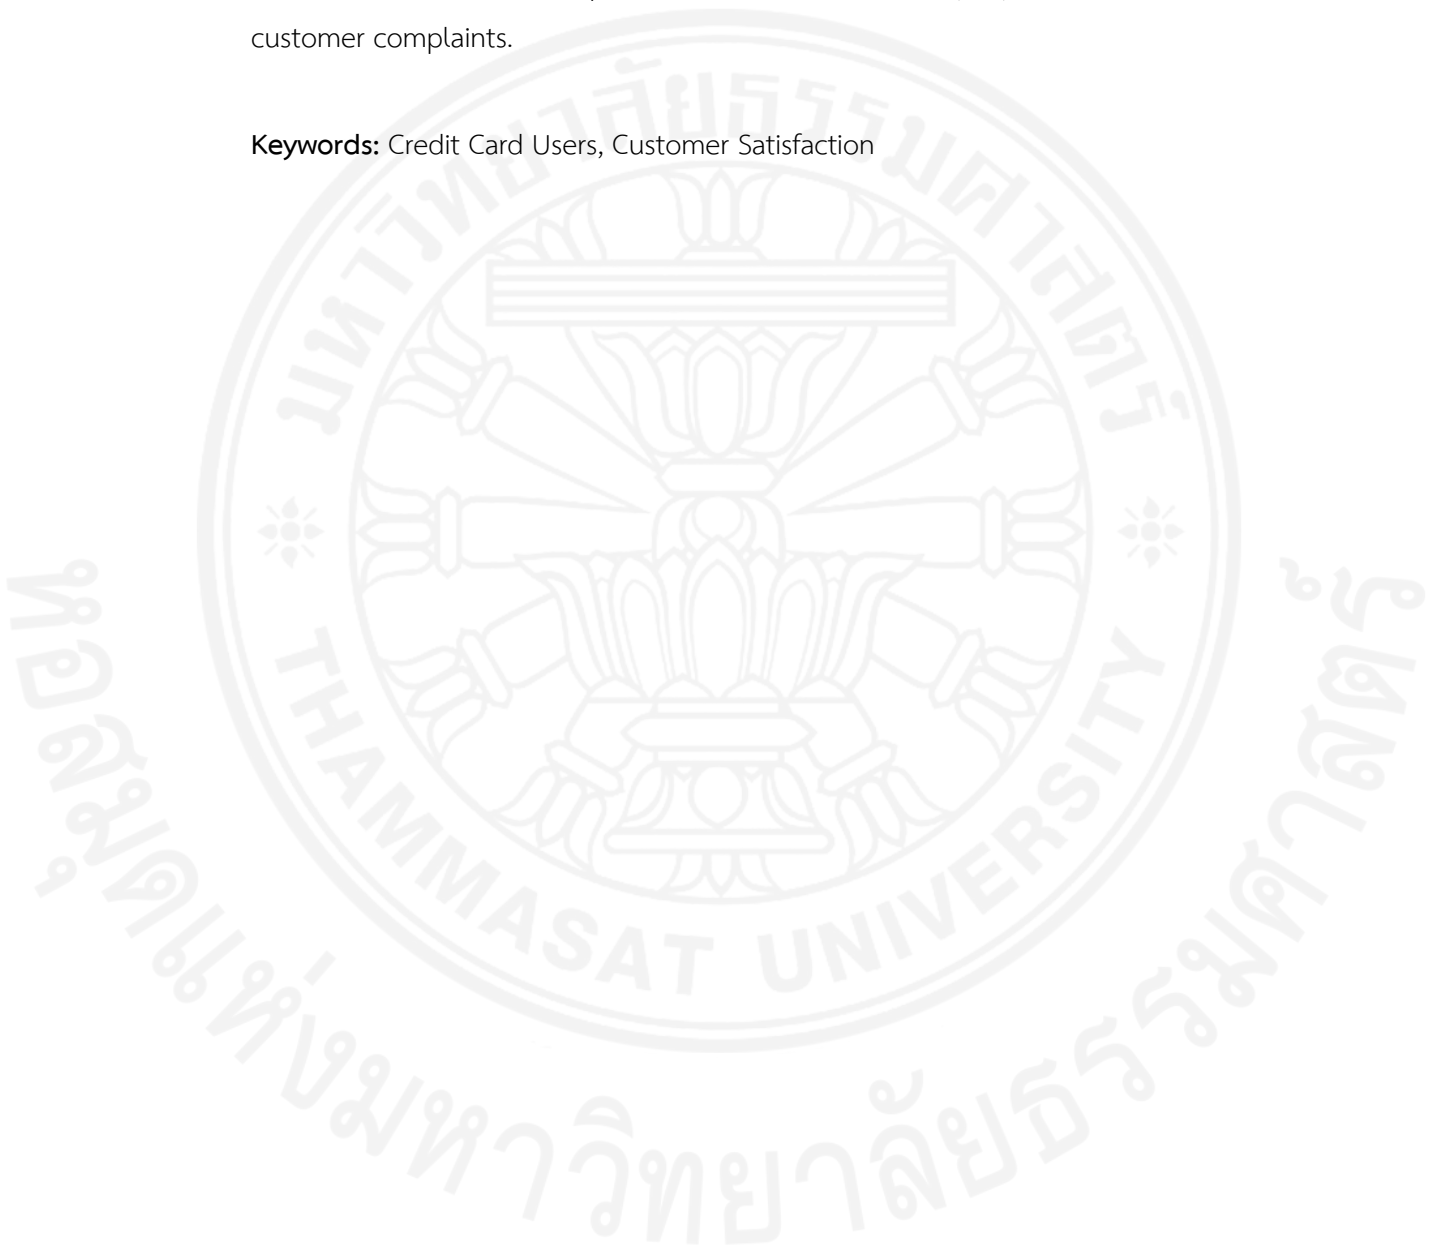 customer complaints.
Keywords: Credit Card Users, Customer Satisfaction
มหาวิทยาลัยธรรมศาสตร์
THAMMASAT UNIVERSITY
หอสมุดแห่งมหาวิทยาลัยธรรมศาสตร์